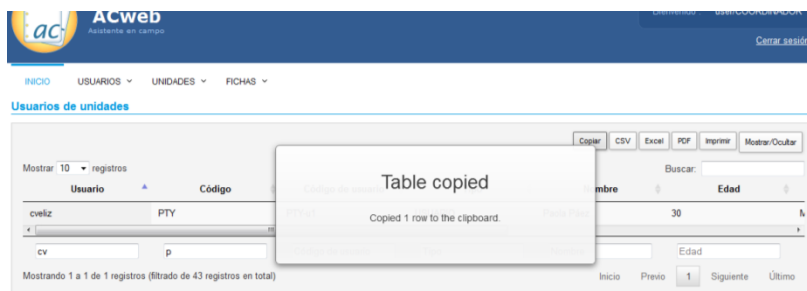 ac
ACweb
Asistente en campo
Bienvenido : user/COORDINADOR
Cerrar sesión
INICIO USUARIOS UNIDADES FICHAS
Usuarios de unidades
Copiar CSV Excel PDF Imprimir Mostrar/Ocultar
Mostrar 10 registros Buscar:
Usuario Código Nombre Edad
Table copied
cveliz PTY 30
Copied 1 row to the clipboard.
cv p Edad
Mostrando 1 a 1 de 1 registros (filtrado de 43 registros en total) Inicio Previo 1 Siguiente Último